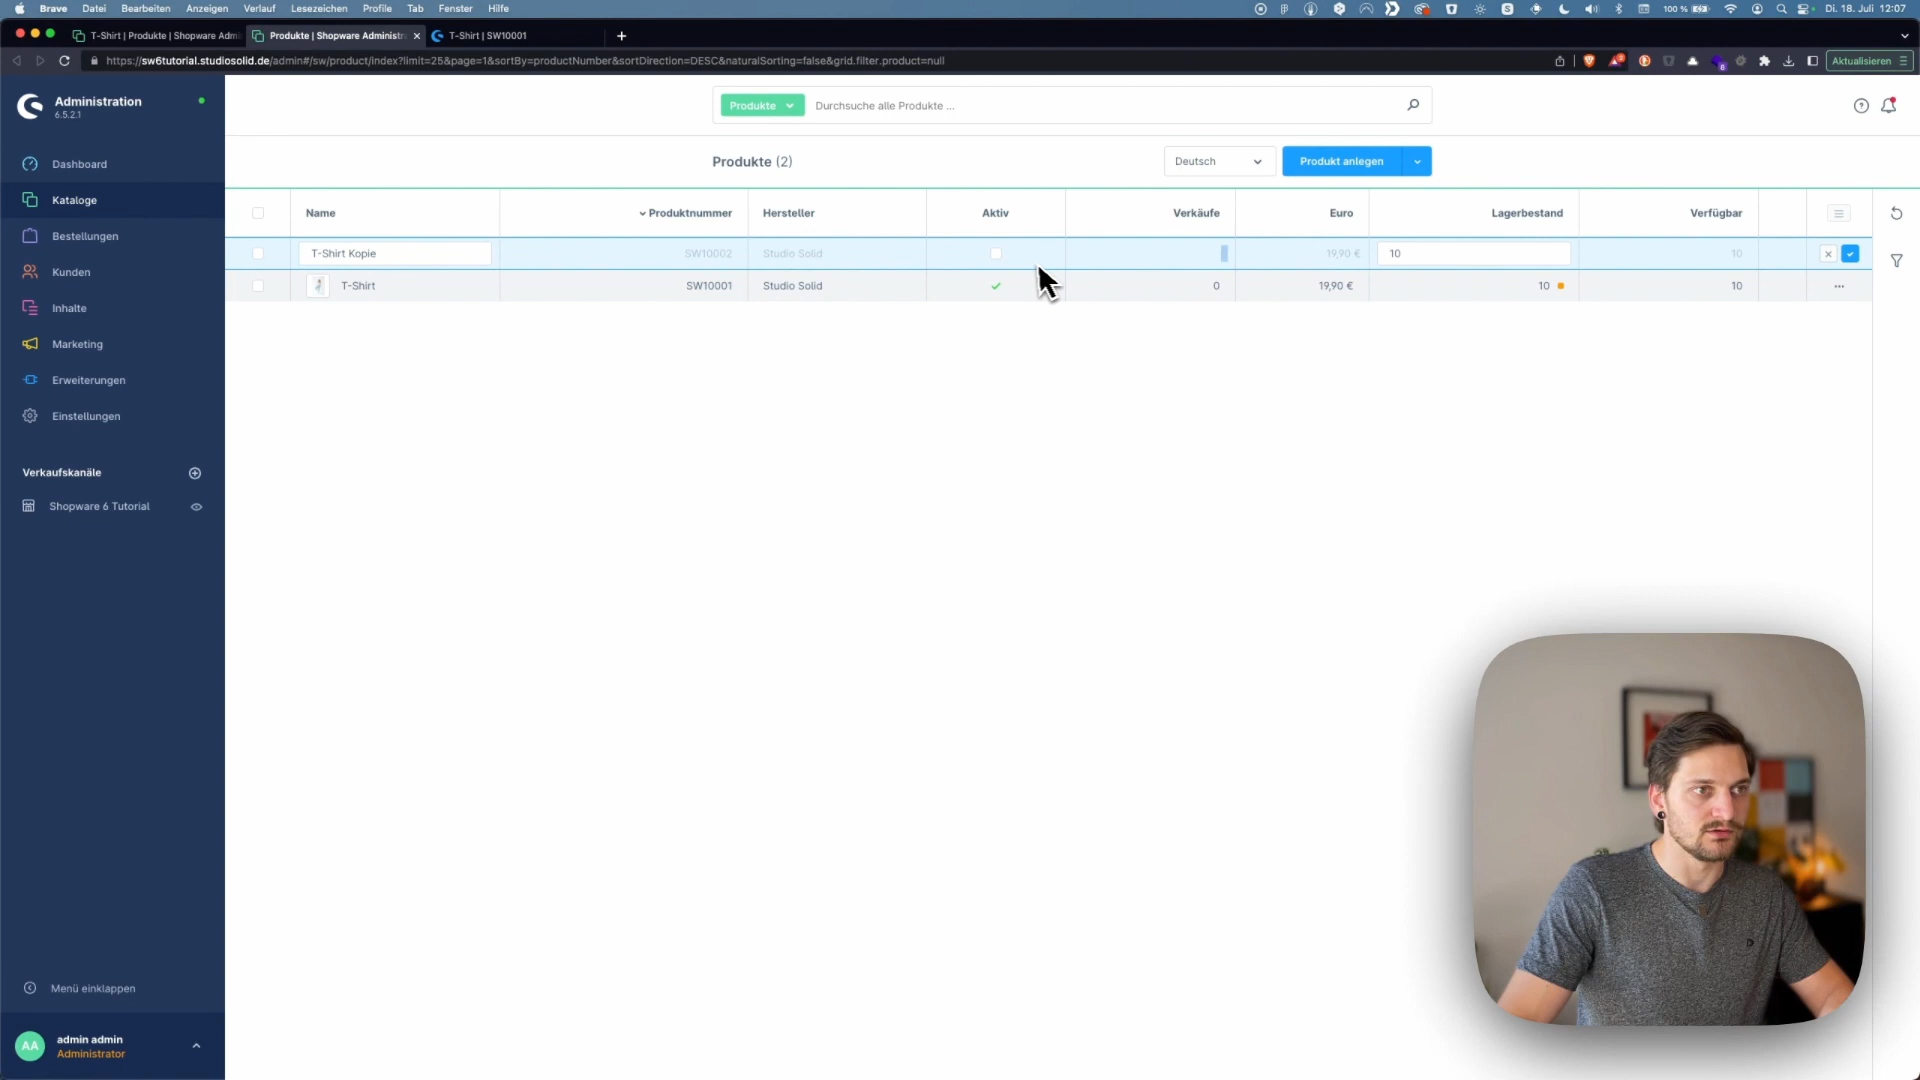 Brave Datei Bearbeiten Anzeigen Verlauf Lesezeichen Profile Tab Fenster Hilfe 100 % Di. 18. Juli 12:07
T-Shirt | Produkte | Shopware Adm Produkte | Shopware Administr T-Shirt | SW10001
https://sw6tutorial.studiosolid.de/admin#/sw/product/index?limit=25&page=1&sortBy=productNumber&sortDirection=DESC&naturalSorting=false&grid.filter.product=null Aktualisieren
Administration
6.5.2.1
Produkte Durchsuche alle Produkte ...
Dashboard
Kataloge
Bestellungen
Kunden
Inhalte
Marketing
Erweiterungen
Einstellungen
Verkaufskanäle
Shopware 6 Tutorial
Menü einklappen
AA admin admin
Administrator
Produkte (2) Deutsch Produkt anlegen
Name Produktnummer Hersteller Aktiv Verkäufe Euro Lagerbestand Verfügbar
T-Shirt Kopie SW10002 Studio Solid 19,90 € 10 10
T-Shirt SW10001 Studio Solid 0 19,90 € 10 10